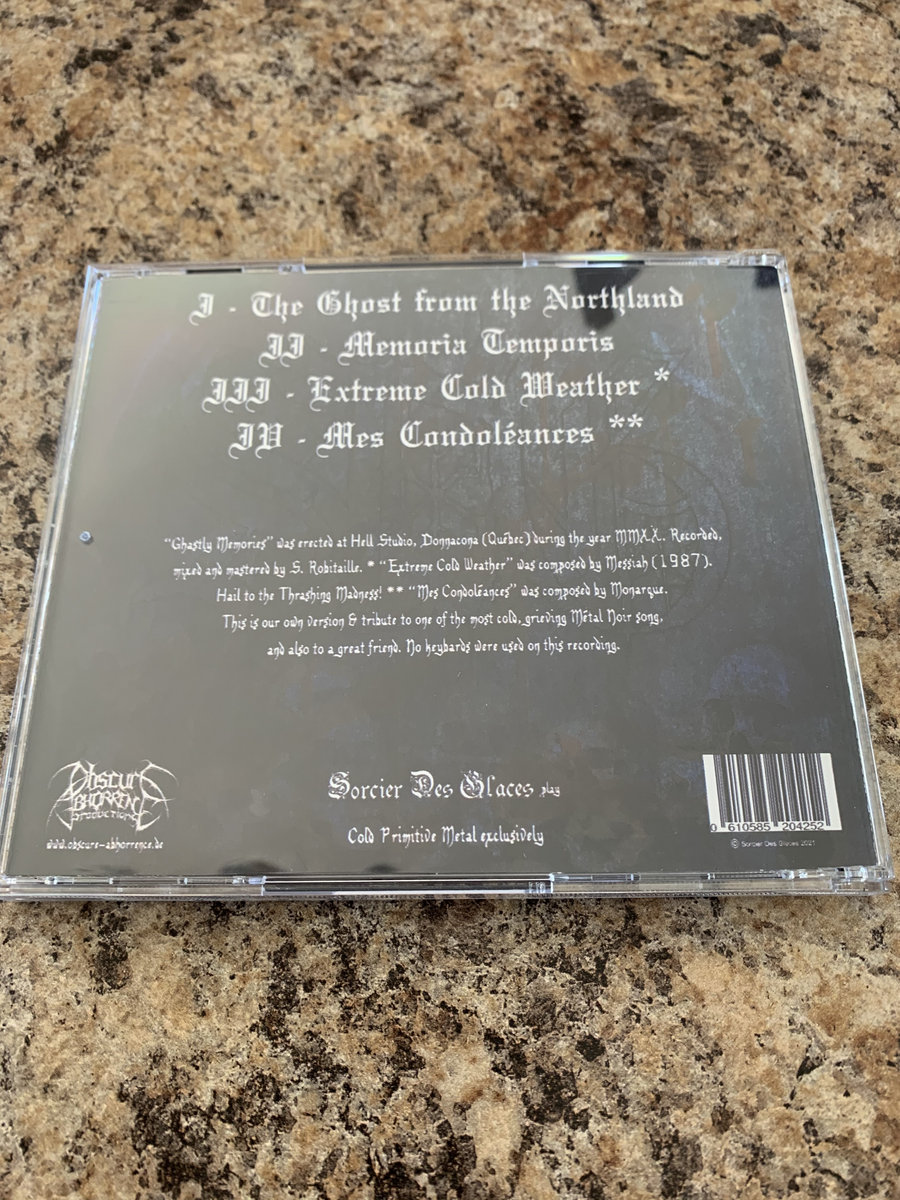 I - The Ghost from the Northland
II - Memoria Temporis
III - Extreme Cold Weather *
IV - Mes Condoléances **
"Ghastly Memories" was erected at Hell Studio, Donnacona (Québec) during the year MMXX. Recorded,
mixed and mastered by S. Robitaille. * "Extreme Cold Weather" was composed by Messiah (1987).
Hail to the Thrashing Madness! ** "Mes Condoléances" was composed by Monarque.
This is our own version & tribute to one of the most cold, grieving Métal Noir song,
and also to a great friend. No keybards were used on this recording.
Obscure
Abhorrence
Productions
www.obscure-abhorrence.de
Sorcier Des Glaces play
Cold Primitive Metal exclusively
0 610585 204252
© Sorcier Des Glaces 2021